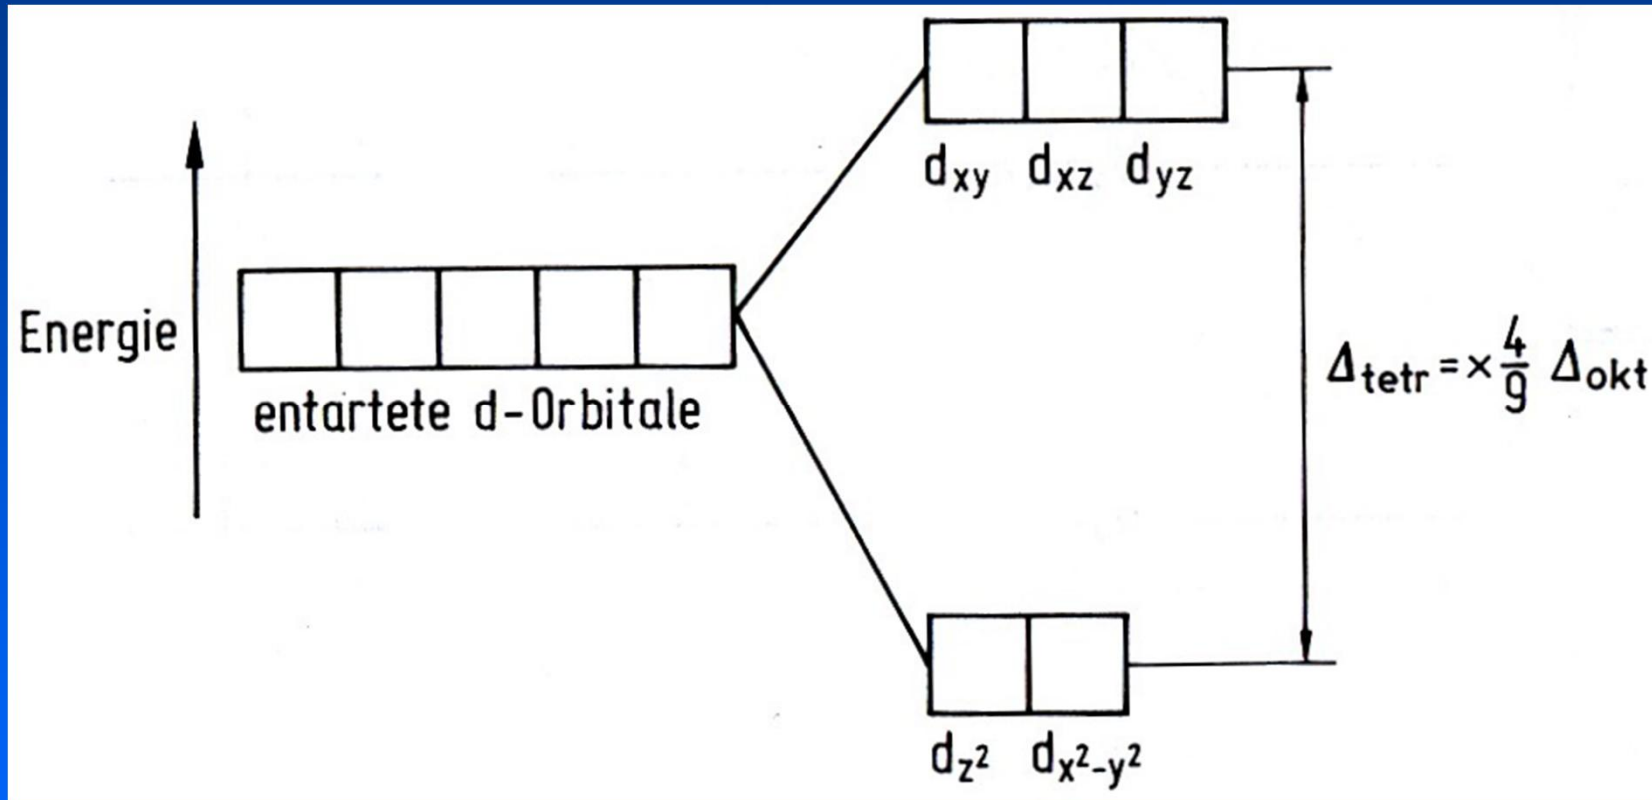 d_xy d_xz d_yz
Energie
entartete d-Orbitale
Δ_tetr = × 4/9 Δ_okt
d_z² d_x²-y²